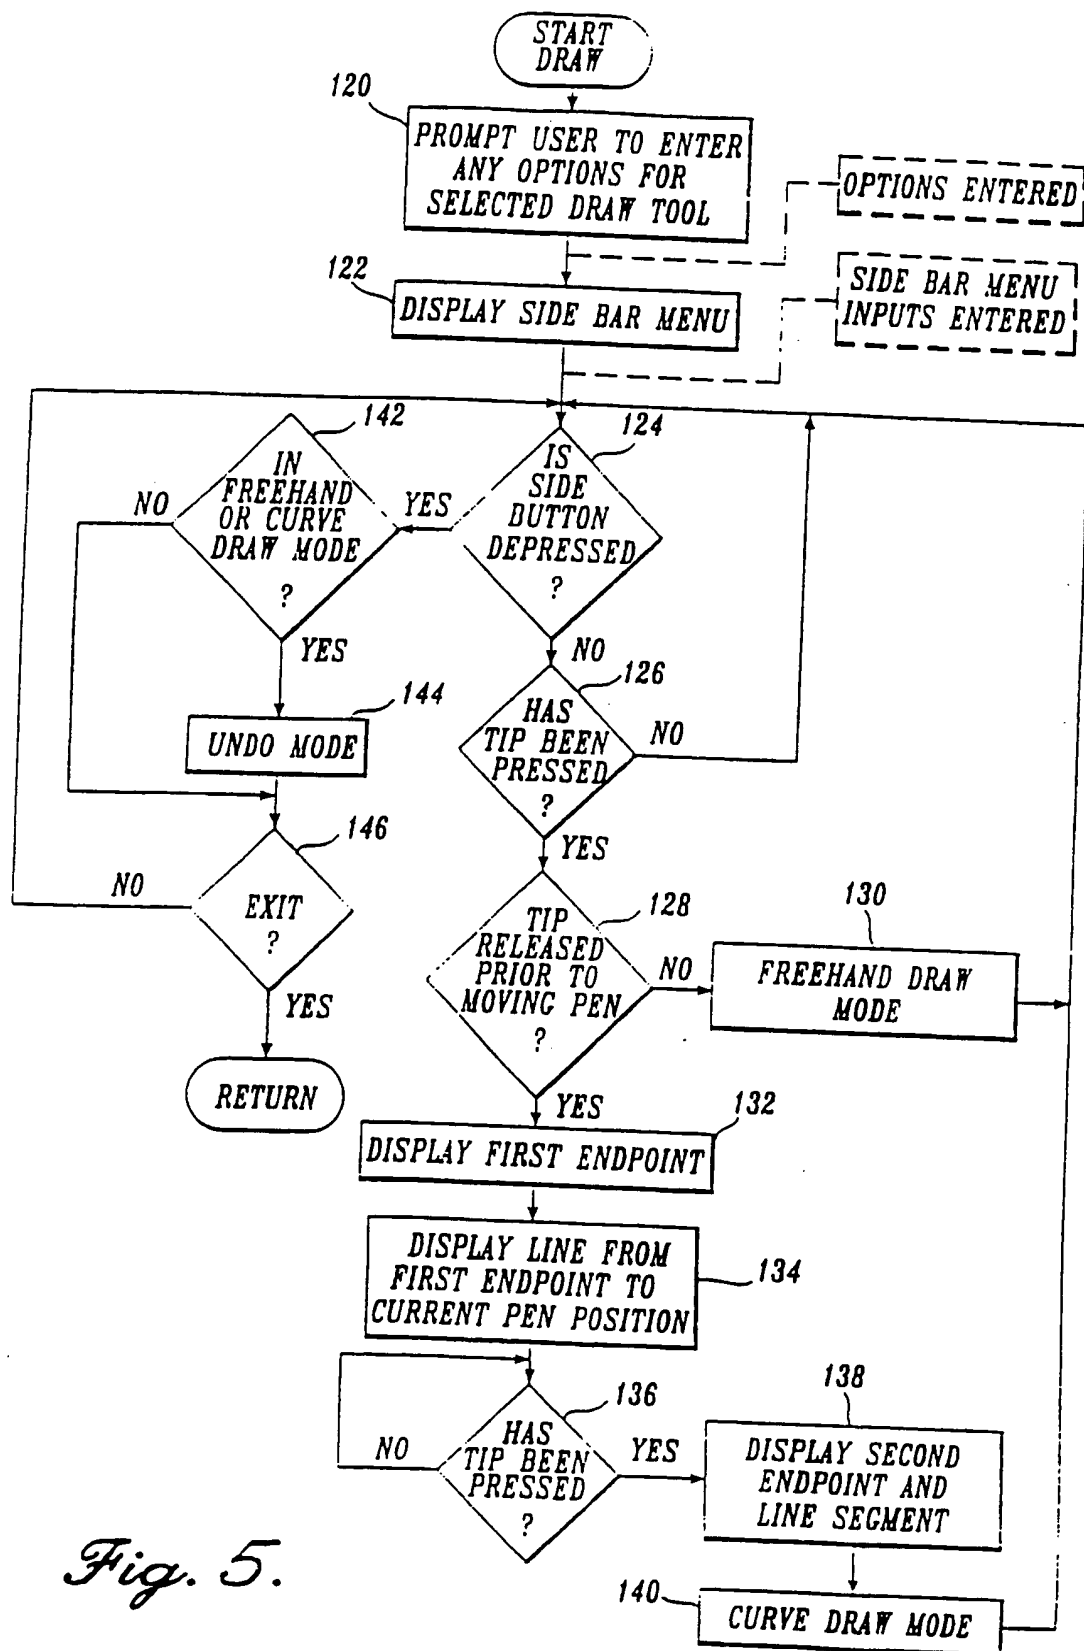 START
DRAW
120
PROMPT USER TO ENTER
ANY OPTIONS FOR
SELECTED DRAW TOOL
OPTIONS ENTERED
122
DISPLAY SIDE BAR MENU
SIDE BAR MENU
INPUTS ENTERED
142
IN
FREEHAND
OR CURVE
DRAW MODE
?
NO
YES
124
IS
SIDE
BUTTON
DEPRESSED
?
YES
NO
144
UNDO MODE
126
HAS
TIP BEEN
PRESSED
?
NO
YES
146
EXIT
?
NO
YES
RETURN
128
TIP
RELEASED
PRIOR TO
MOVING PEN
?
NO
130
FREEHAND DRAW
MODE
YES
132
DISPLAY FIRST ENDPOINT
DISPLAY LINE FROM
FIRST ENDPOINT TO
CURRENT PEN POSITION
134
136
HAS
TIP BEEN
PRESSED
?
NO
YES
138
DISPLAY SECOND
ENDPOINT AND
LINE SEGMENT
140
CURVE DRAW MODE
Fig. 5.